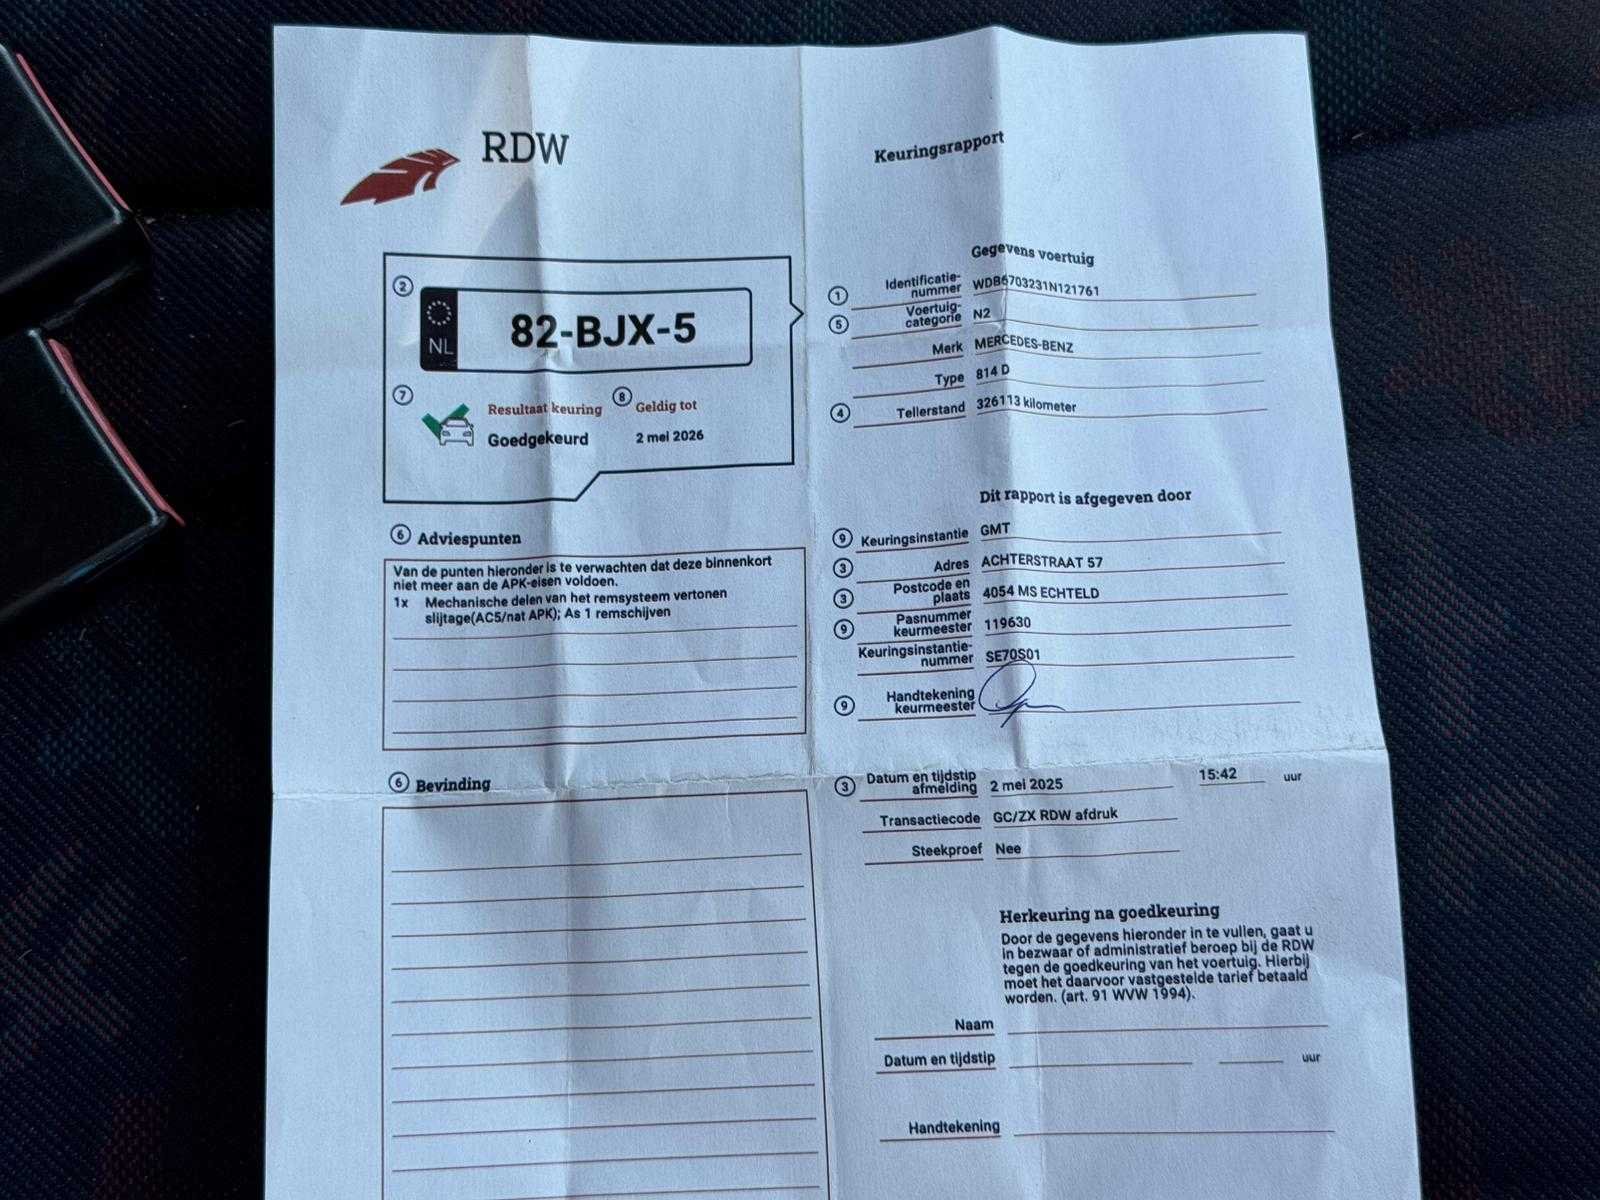 RDW
Keuringsrapport
2
NL
82-BJX-5
7
Resultaat keuring
Goedgekeurd
8
Geldig tot
2 mei 2026
Gegevens voertuig
1 Identificatie-
nummer WDB6703231N121761
5 Voertuig-
categorie N2
Merk MERCEDES-BENZ
Type 814 D
4 Tellerstand 326113 kilometer
6 Adviespunten
Van de punten hieronder is te verwachten dat deze binnenkort
niet meer aan de APK-eisen voldoen.
1x Mechanische delen van het remsysteem vertonen
slijtage(AC5/nat APK); As 1 remschijven
Dit rapport is afgegeven door
9 Keuringsinstantie GMT
3 Adres ACHTERSTRAAT 57
3 Postcode en
plaats 4054 MS ECHTELD
9 Pasnummer
keurmeester 119630
Keuringsinstantie-
nummer SE70S01
9 Handtekening
keurmeester
6 Bevinding
3 Datum en tijdstip
afmelding 2 mei 2025 15:42 uur
Transactiecode GC/ZX RDW afdruk
Steekproef Nee
Herkeuring na goedkeuring
Door de gegevens hieronder in te vullen, gaat u
in bezwaar of administratief beroep bij de RDW
tegen de goedkeuring van het voertuig. Hierbij
moet het daarvoor vastgestelde tarief betaald
worden. (art. 91 WVW 1994).
Naam
Datum en tijdstip uur
Handtekening